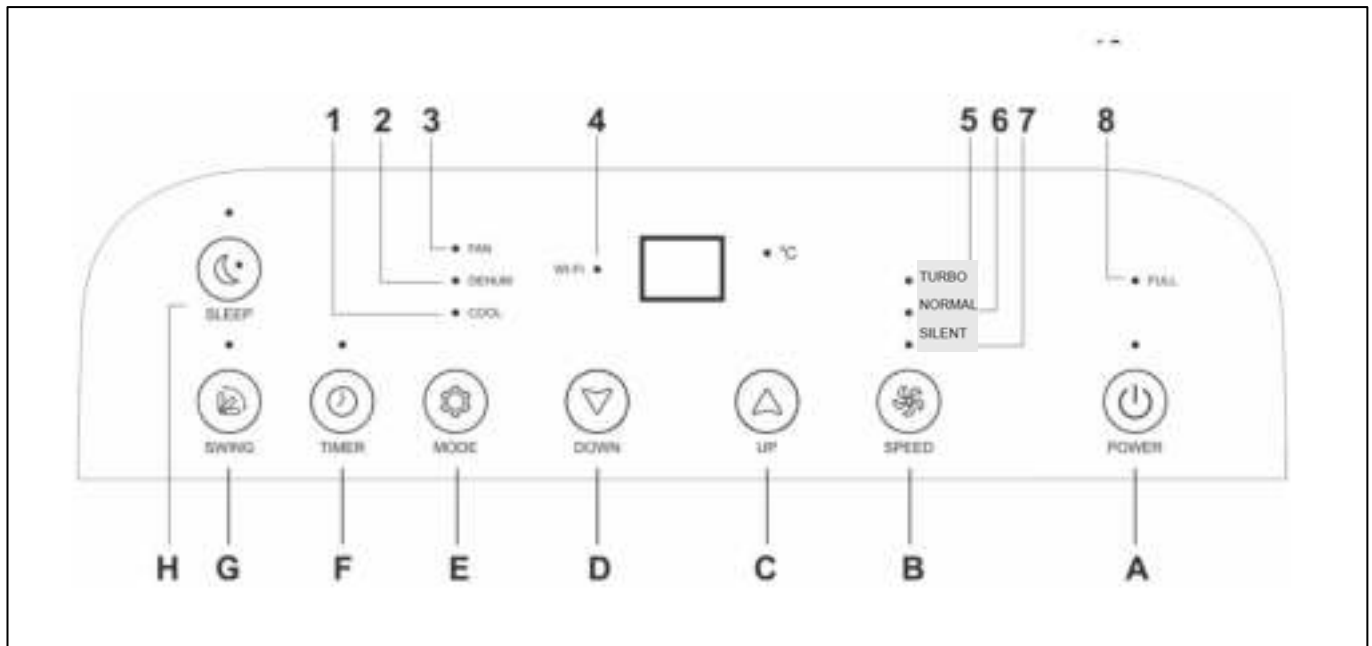 1 2 3 4 5 6 7 8
FAN
WI-FI
°C
DEHUM
TURBO
FULL
COOL
NORMAL
SLEEP
SILENT
SWING TIMER MODE DOWN UP SPEED POWER
H G F E D C B A